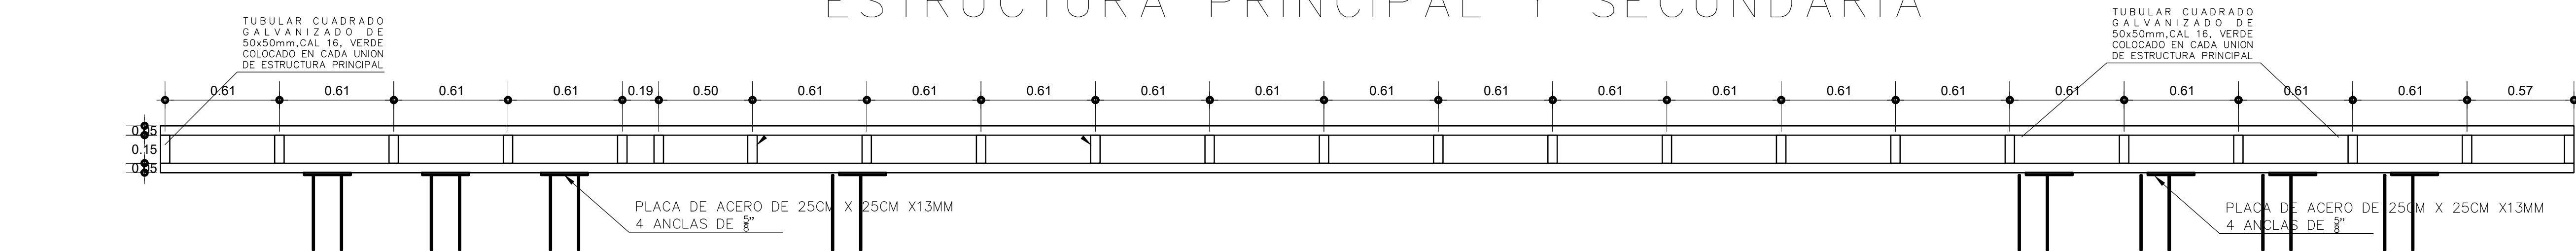 ESTRUCTURA PRINCIPAL Y SECUNDARIA
TUBULAR CUADRADO
GALVANIZADO DE
50x50mm,CAL 16, VERDE
COLOCADO EN CADA UNION
DE ESTRUCTURA PRINCIPAL
TUBULAR CUADRADO
GALVANIZADO DE
50x50mm,CAL 16, VERDE
COLOCADO EN CADA UNION
DE ESTRUCTURA PRINCIPAL
0.61 0.61 0.61 0.61 0.19 0.50 0.61 0.61 0.61 0.61 0.61 0.61 0.61 0.61 0.61 0.61 0.61 0.61 0.61 0.61 0.61 0.57
0.05
0.15
0.05
PLACA DE ACERO DE 25CM X 25CM X13MM
4 ANCLAS DE 5/8"
PLACA DE ACERO DE 25CM X 25CM X13MM
4 ANCLAS DE 5/8"